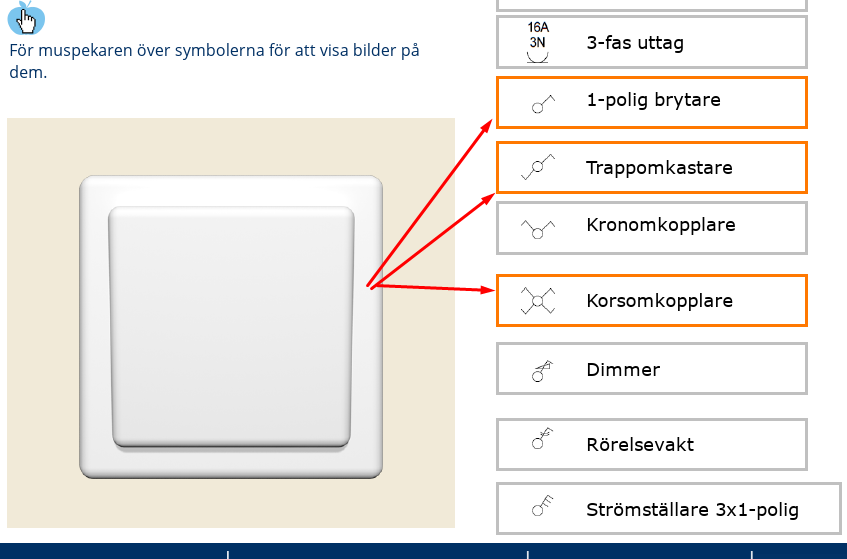 För muspekaren över symbolerna för att visa bilder på
dem.
16A
3N
3-fas uttag
1-polig brytare
Trappomkastare
Kronomkopplare
Korsomkopplare
Dimmer
Rörelsevakt
Strömställare 3x1-polig